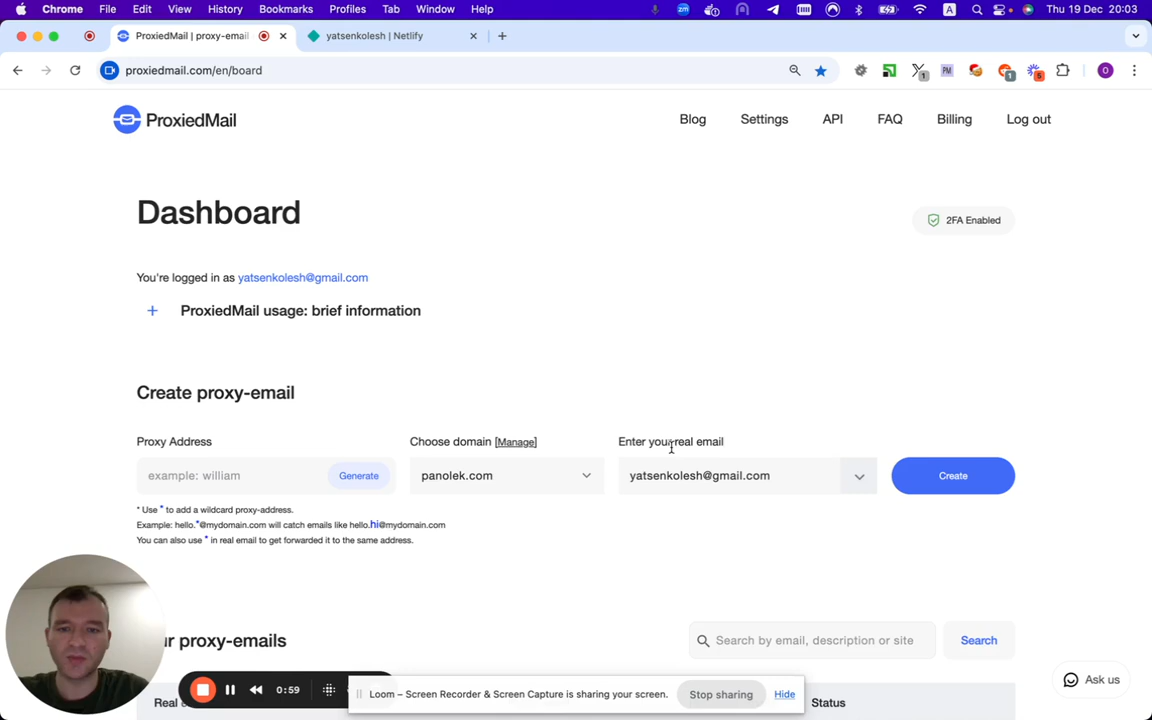 Chrome File Edit View History Bookmarks Profiles Tab Window Help zm A Thu 19 Dec 20:03
ProxiedMail | proxy-email yatsenkolesh | Netlify
proxiedmail.com/en/board PM 1 1 5 O
ProxiedMail Blog Settings API FAQ Billing Log out
Dashboard 2FA Enabled
You're logged in as yatsenkolesh@gmail.com
+ ProxiedMail usage: brief information
Create proxy-email
Proxy Address Choose domain [Manage] Enter your real email
example: william Generate panolek.com yatsenkolesh@gmail.com Create
* Use * to add a wildcard proxy-address.
Example: hello.*@mydomain.com will catch emails like hello.hi@mydomain.com
You can also use * in real email to get forwarded it to the same address.
r proxy-emails Search by email, description or site Search
0:59 Loom – Screen Recorder & Screen Capture is sharing your screen. Stop sharing Hide
Ask us
Real Status